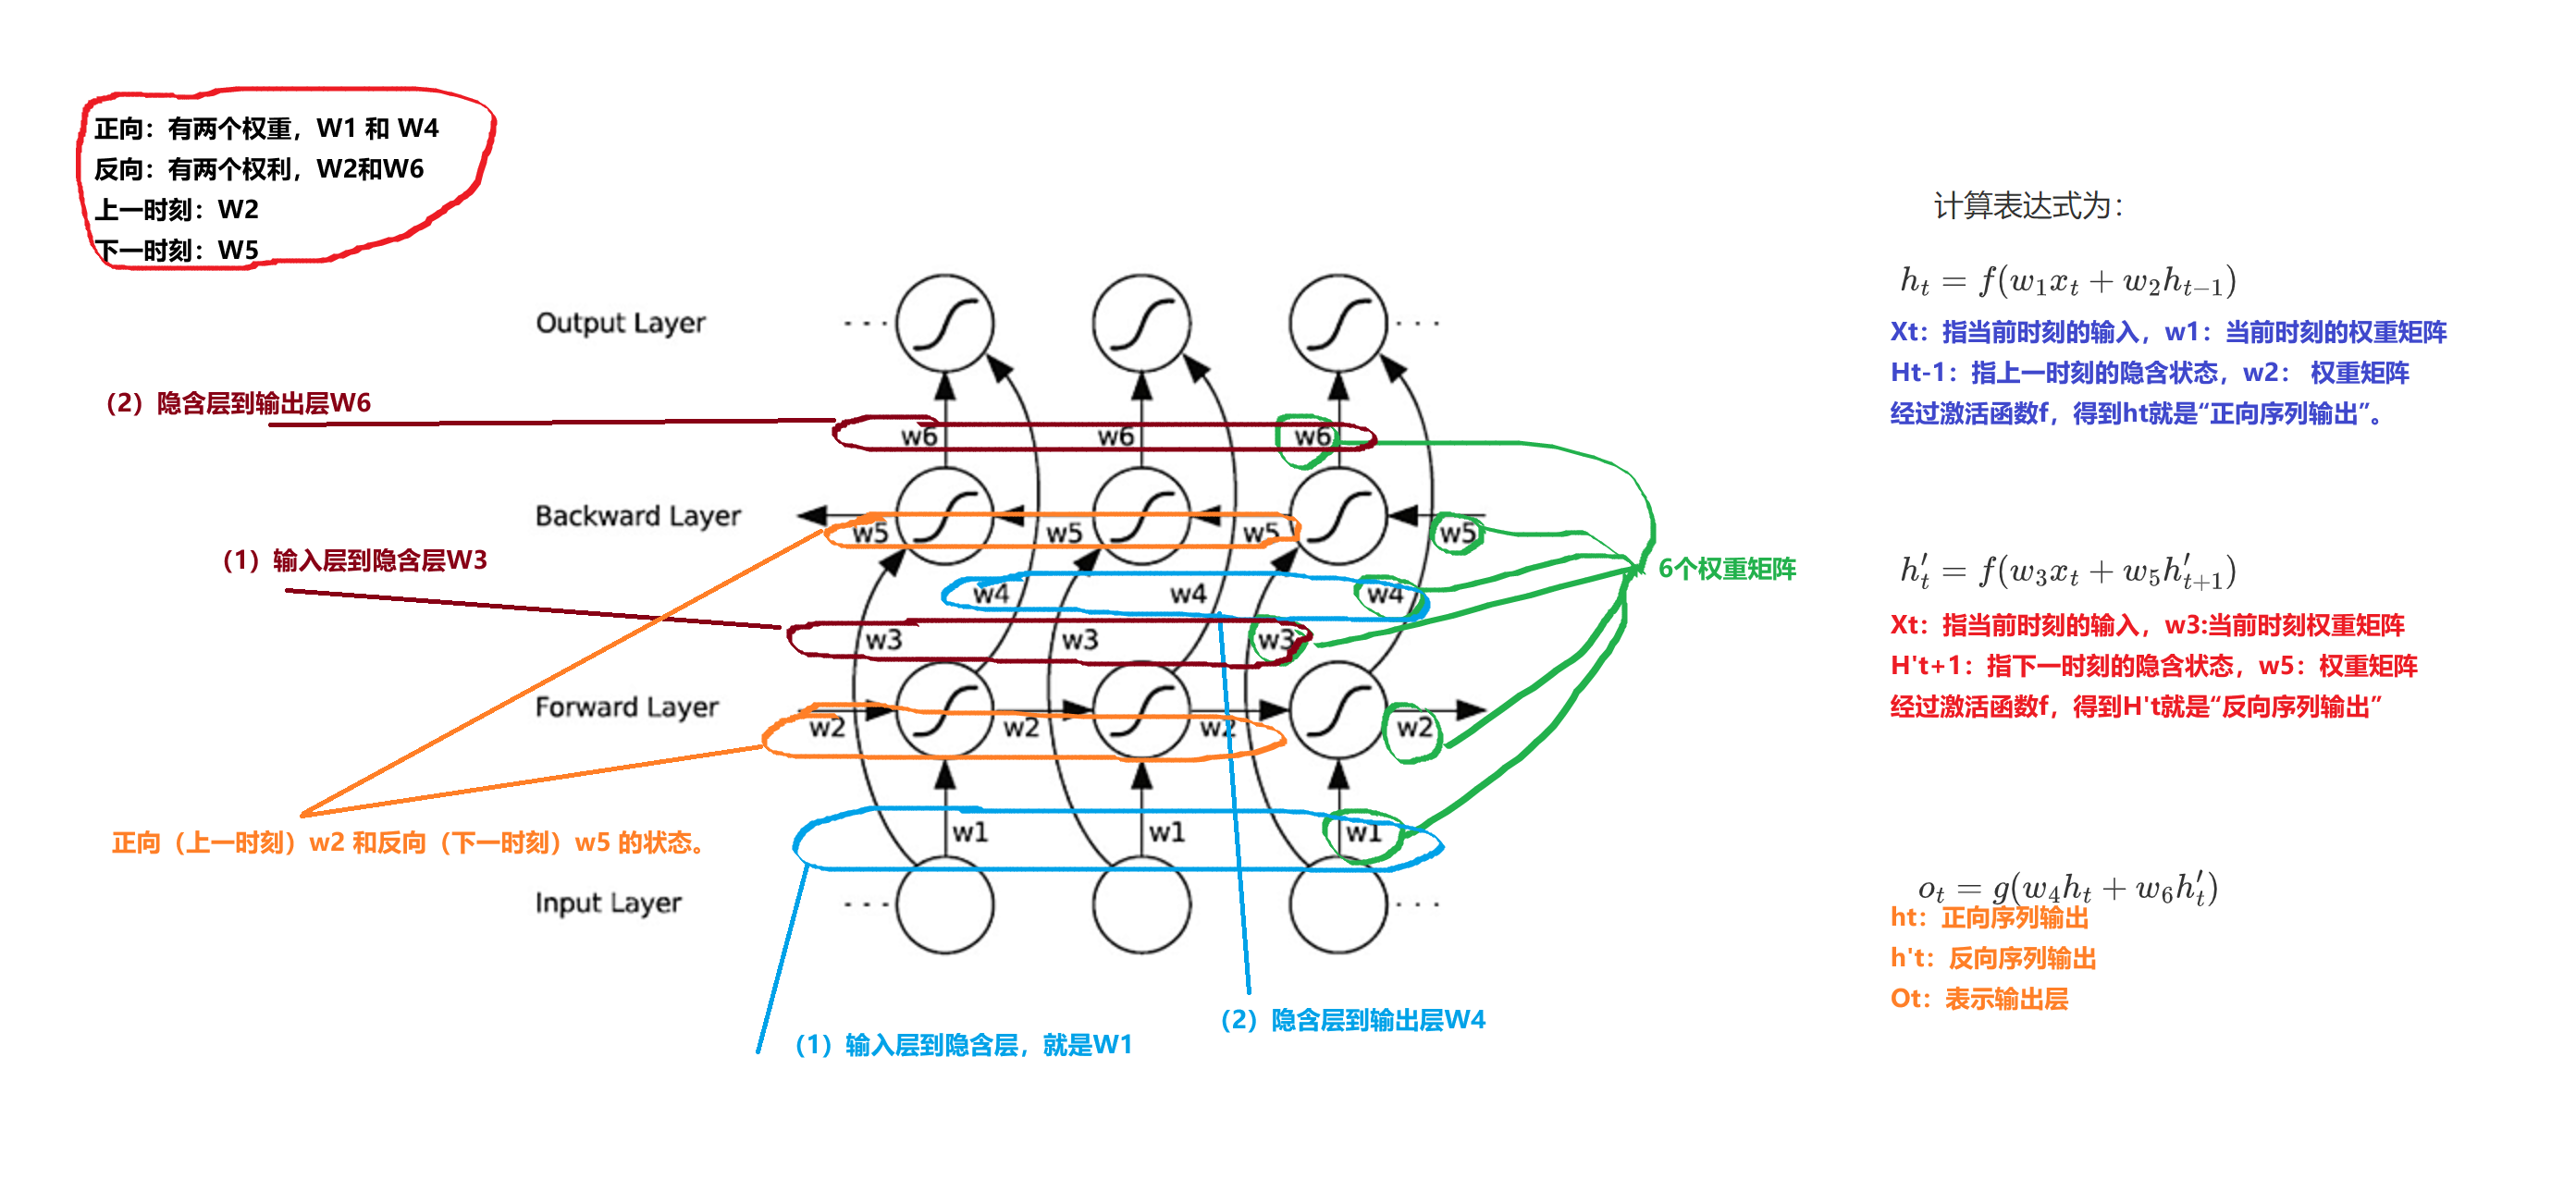 正向：有两个权重，W1 和 W4
反向：有两个权利，W2和W6
上一时刻：W2
下一时刻：W5
计算表达式为：
h_t = f(w_1x_t + w_2h_{t-1})
Xt：指当前时刻的输入，w1：当前时刻的权重矩阵
Ht-1：指上一时刻的隐含状态，w2： 权重矩阵
经过激活函数f，得到ht就是“正向序列输出”。
Output Layer
（2）隐含层到输出层W6
w6 w6 w6
Backward Layer
w5 w5 w5 w5
（1）输入层到隐含层W3
6个权重矩阵
w4 w4 w4
w3 w3 w3
h'_t = f(w_3x_t + w_5h'_{t+1})
Xt：指当前时刻的输入，w3:当前时刻权重矩阵
H't+1：指下一时刻的隐含状态，w5：权重矩阵
经过激活函数f，得到H't就是“反向序列输出”
Forward Layer
w2 w2 w2 w2
正向（上一时刻）w2 和反向（下一时刻）w5 的状态。
w1 w1 w1
Input Layer
o_t = g(w_4h_t + w_6h'_t)
ht：正向序列输出
h't：反向序列输出
Ot：表示输出层
（2）隐含层到输出层W4
（1）输入层到隐含层，就是W1